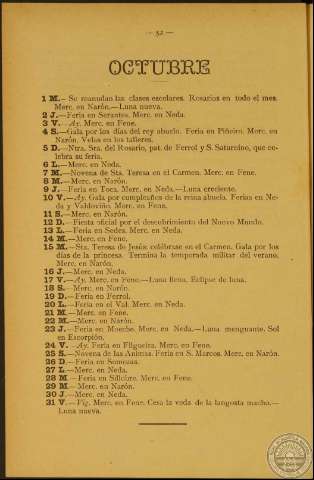 — 52 —
OCTUBRE
1 M.— Se reanudan las clases escolares. Rosarios en todo el mes.
Merc. en Narón.—Luna nueva.
2 J.—Feria en Serantes. Merc. en Neda.
3 V.—Ay. Merc. en Fene.
4 S.—Gala por los días del rey abuelo. Feria en Piñeiro. Merc. en
Narón. Velas en los talleres.
5 D.—Ntra. Sra. del Rosario, pat. de Ferrol y S. Saturnino, que ce-
lebra su feria.
6 L.—Merc. en Neda.
7 M.—Novena de Sta. Teresa en el Carmen. Merc. en Fene.
8 M.—Merc. en Narón.
9 J.—Feria en Toca, Merc. en Neda.—Luna creciente.
10 V.—Ay. Gala por cumpleaños de la reina abuela. Ferias en Ne-
da y Valdoviño. Merc. en Fene.
11 S.—Merc. en Narón.
12 D.—Fiesta oficial por el descubrimiento del Nuevo Mundo.
13 L.—Feria en Sedes. Merc. en Neda.
14 M.—Merc. en Fene.
15 M.—Sta. Teresa de Jesús: celébrase en el Carmen. Gala por los
días de la princesa. Termina la temporada militar del verano.
Merc. en Narón.
16 J.—Merc. en Neda.
17 V.—Ay. Merc. en Fene.—Luna llena. Eclipse de luna.
18 S.—Merc. en Narón.
19 D.—Feria en Ferrol.
20 L.—Feria en el Val. Merc. en Neda.
21 M.—Merc. en Fene.
22 M.—Merc. en Narón.
23 J.—Feria en Moeche. Merc. en Neda.—Luna menguante. Sol
en Escorpión.
24 V.—Ay. Feria en Filgueira. Merc. en Fene.
25 S.—Novena de las Animas. Feria en S. Marcos. Merc. en Narón.
26 D.—Feria en Somozas.
27 L.—Merc. en Neda.
28 M.—Feria en Sillobre. Merc. en Fene.
29 M.—Merc. en Narón.
30 J.—Merc. en Neda.
31 V.—Vig. Merc. en Fene. Cesa la veda de la langosta macho.—
Luna nueva.